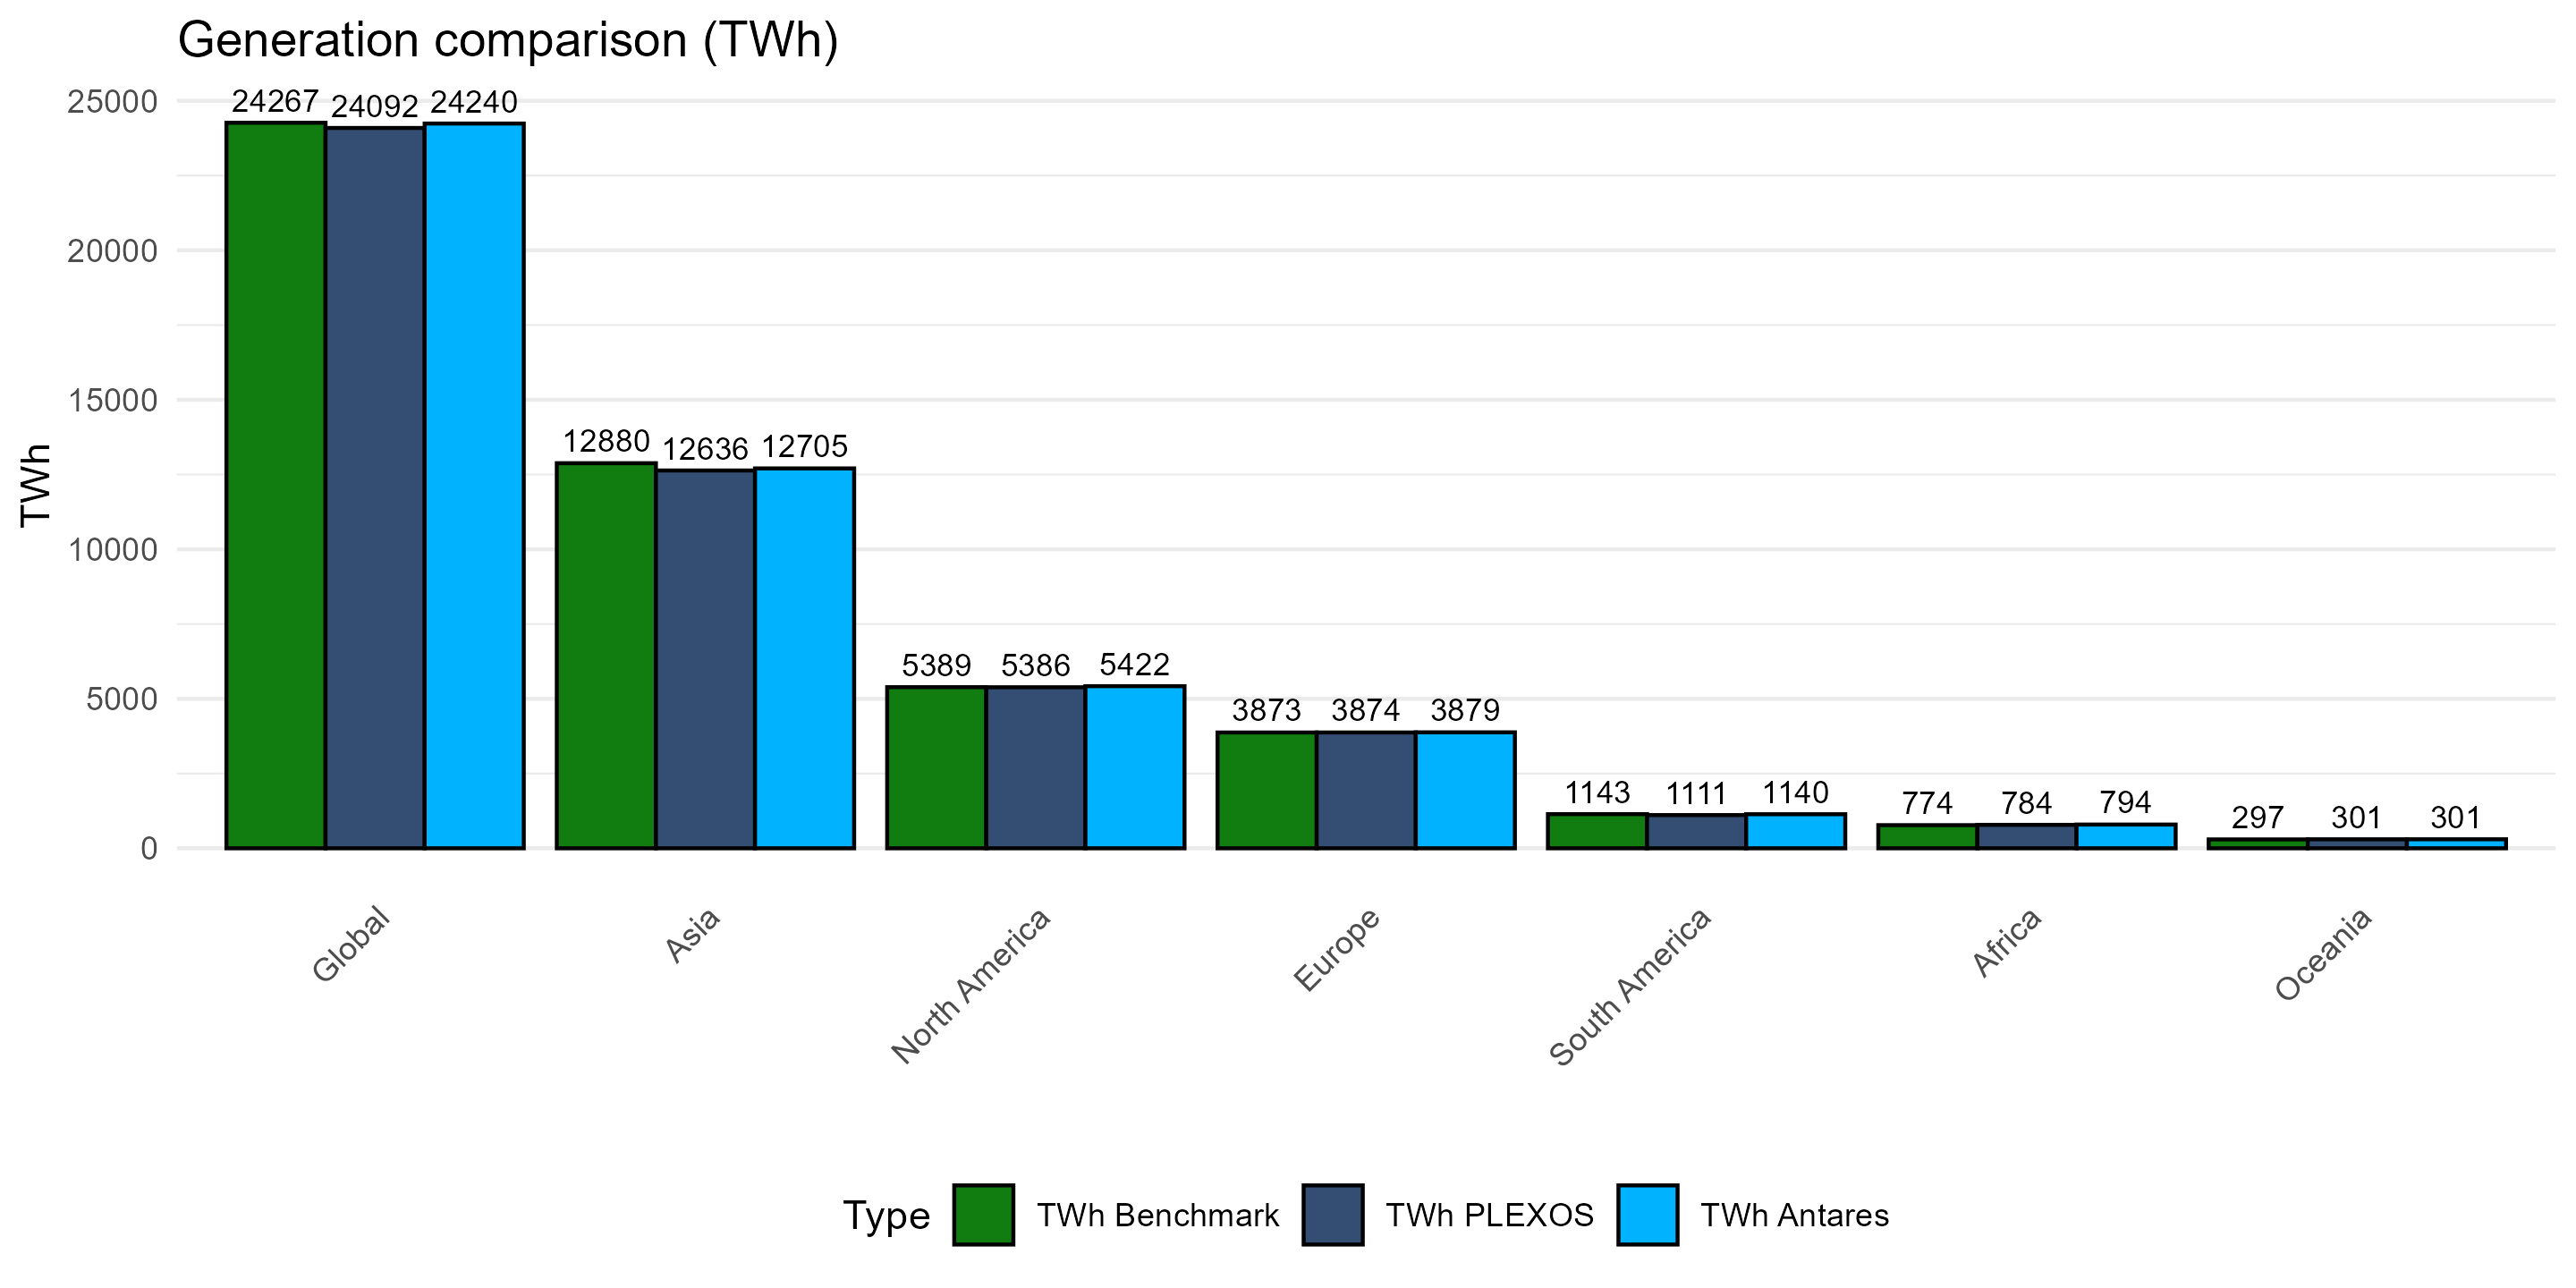 Generation comparison (TWh)
TWh
25000
20000
15000
10000
5000
0
24267 24092 24240
12880 12636 12705
5389 5386 5422
3873 3874 3879
1143 1111 1140
774 784 794
297 301 301
Global
Asia
North America
Europe
South America
Africa
Oceania
Type TWh Benchmark TWh PLEXOS TWh Antares